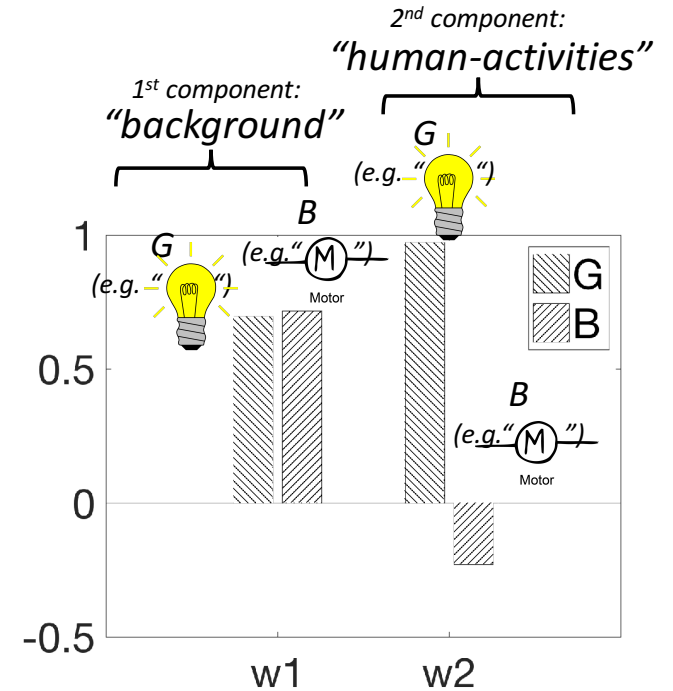 2nd component:
“human-activities”
1st component:
“background”
G
(e.g. “ “)
B
(e.g.“ M ”)
Motor
G
(e.g. “ “)
G
B
B
(e.g.“ M ”)
Motor
1
0.5
0
-0.5
w1
w2